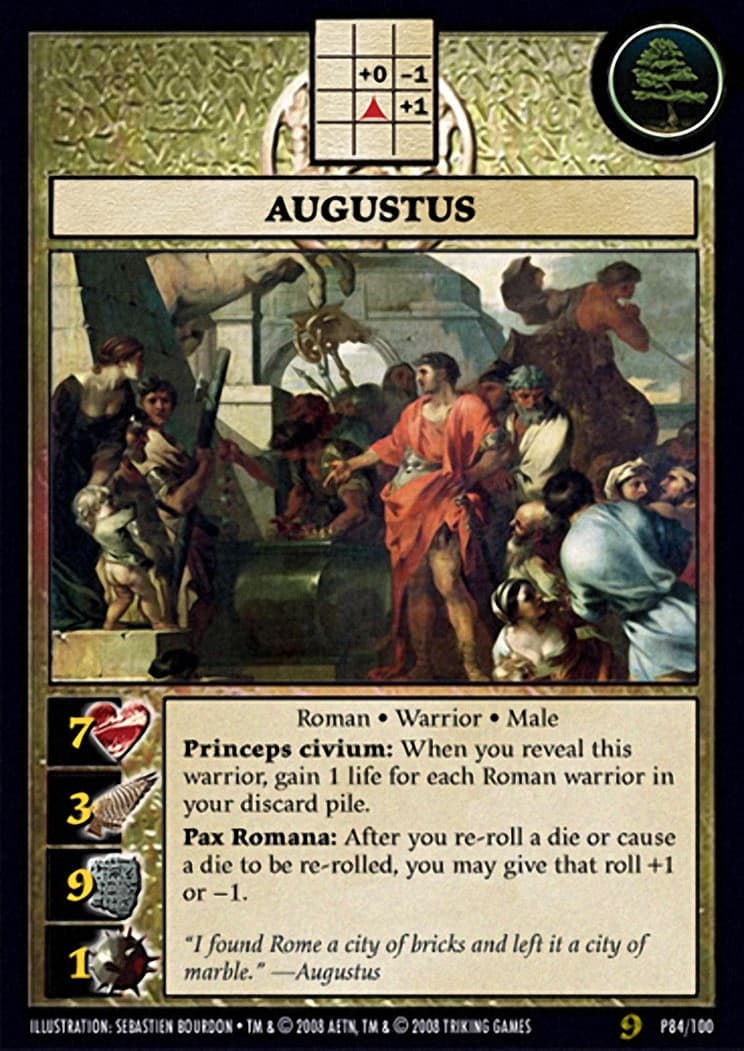 +0 –1
+1
AUGUSTUS
7
Roman • Warrior • Male
Princeps civium: When you reveal this
warrior, gain 1 life for each Roman warrior in
your discard pile.
3
Pax Romana: After you re-roll a die or cause
a die to be re-rolled, you may give that roll +1
or –1.
9
"I found Rome a city of bricks and left it a city of
marble." —Augustus
1
ILLUSTRATION: SEBASTIEN BOURDON • TM & © 2008 AETN, TM & © 2008 TRIKING GAMES 9 P84/100